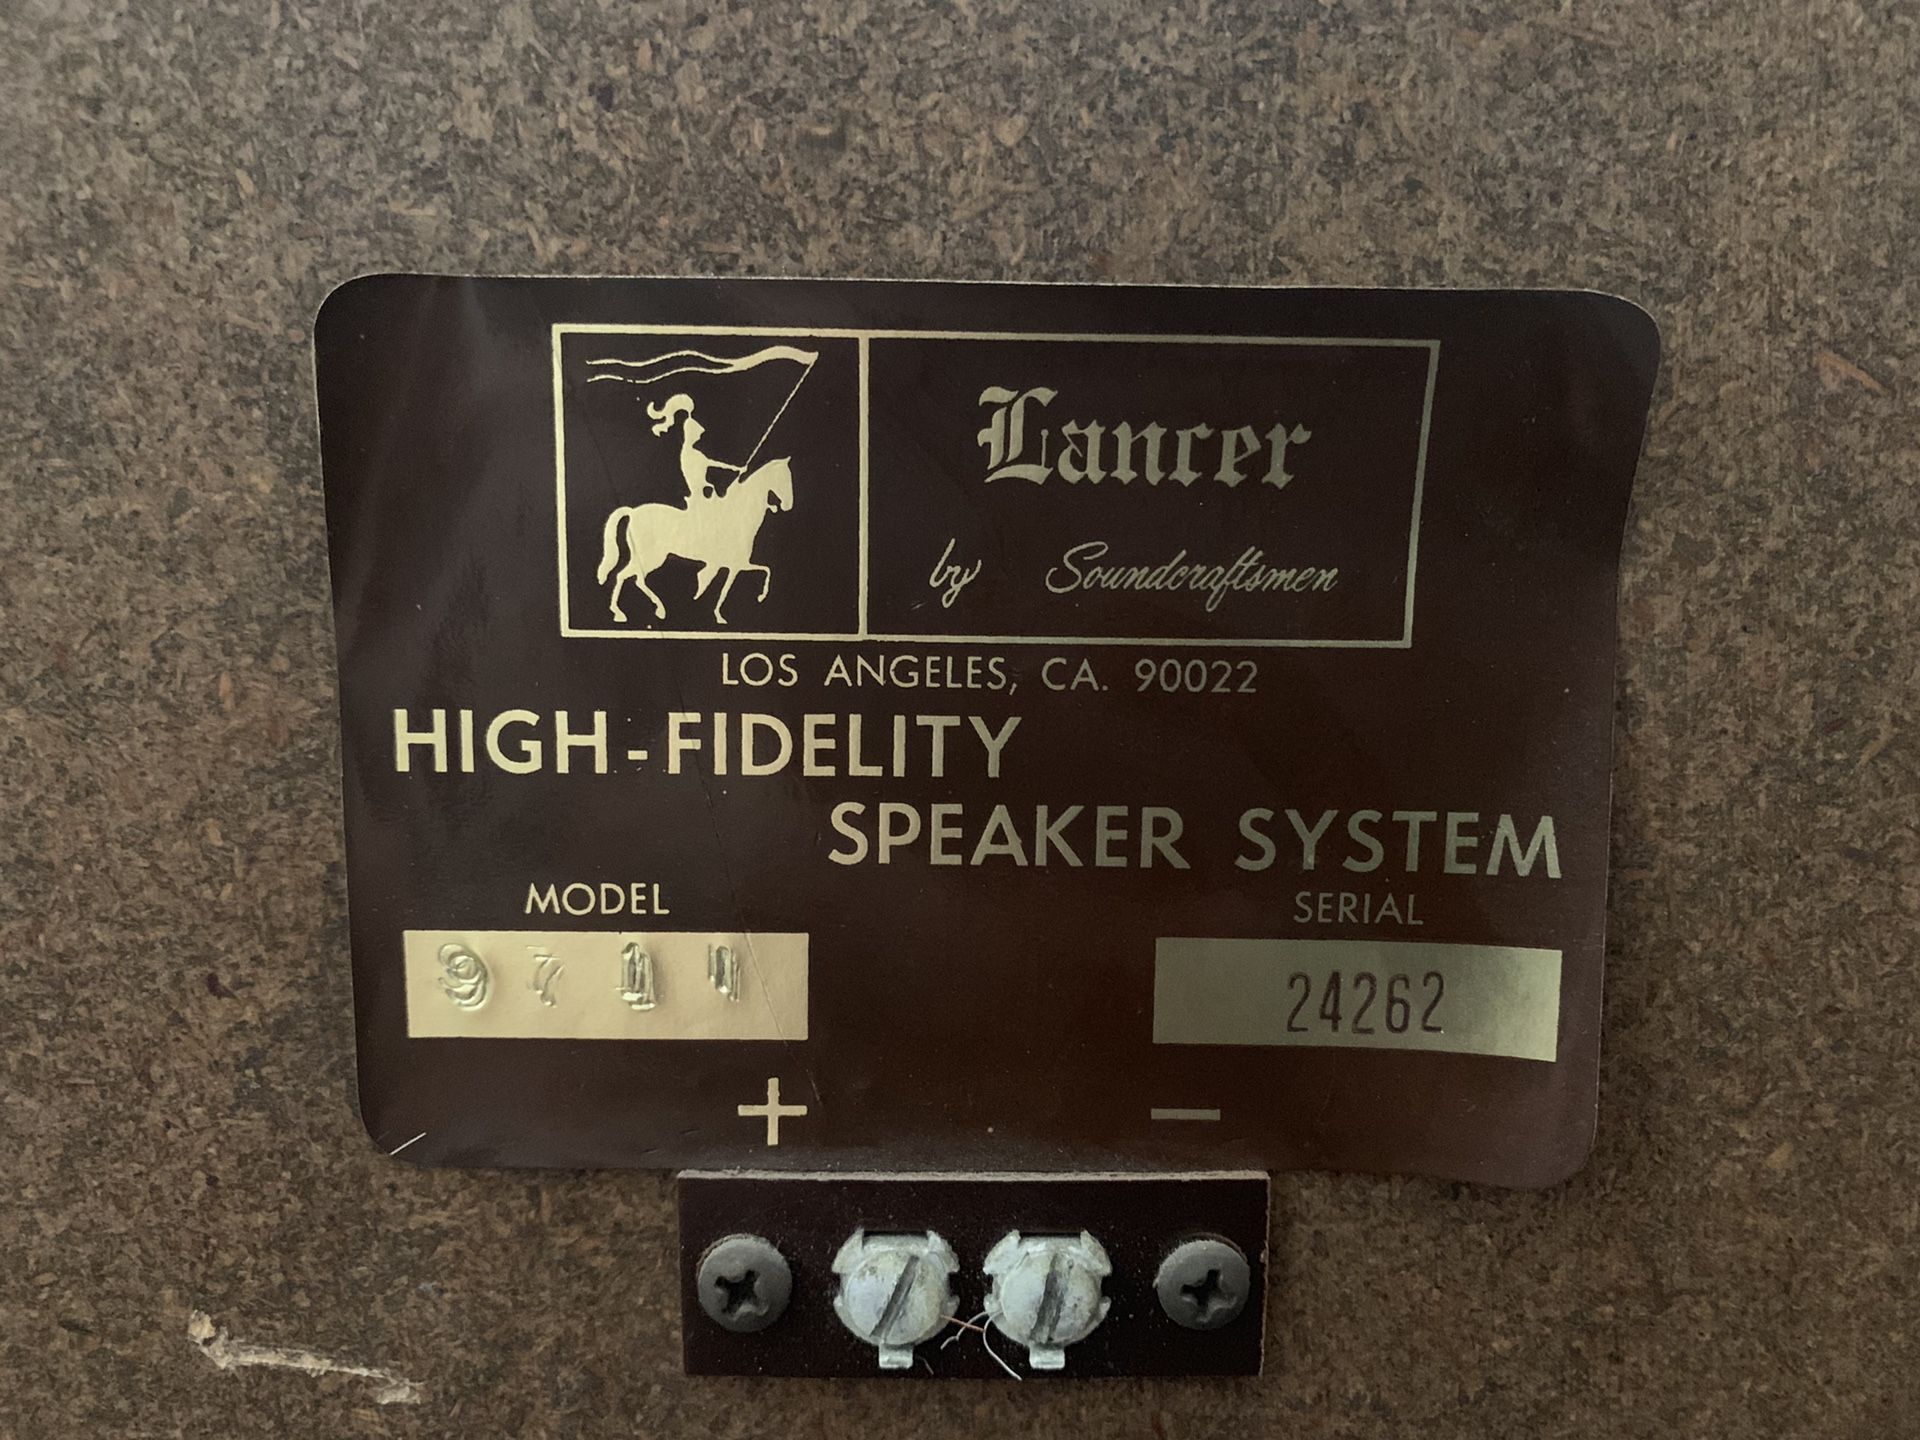 Lancer
by Soundcraftsmen
LOS ANGELES, CA. 90022
HIGH-FIDELITY
SPEAKER SYSTEM
MODEL
SERIAL
24262
+ −